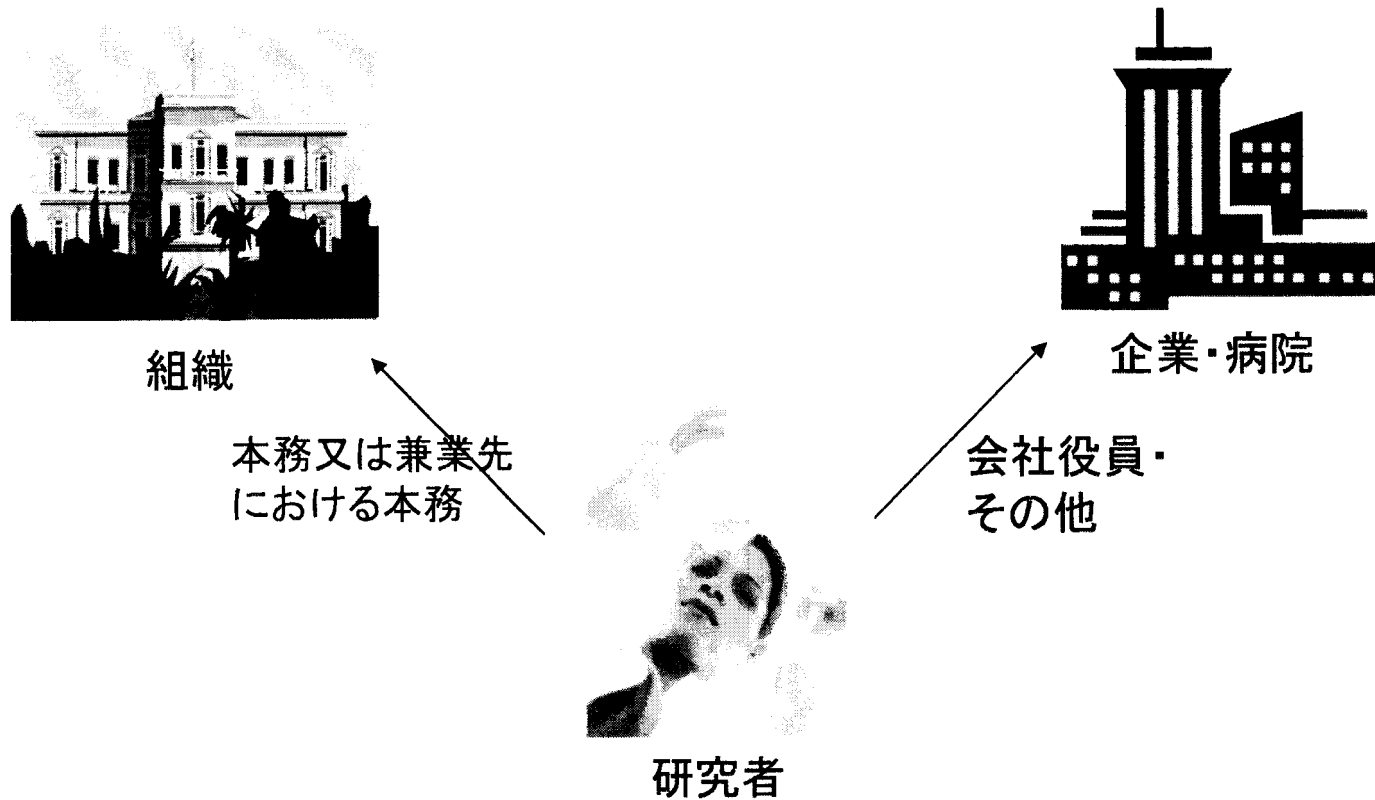 組織
企業・病院
本務又は兼業先
における本務
会社役員・
その他
研究者